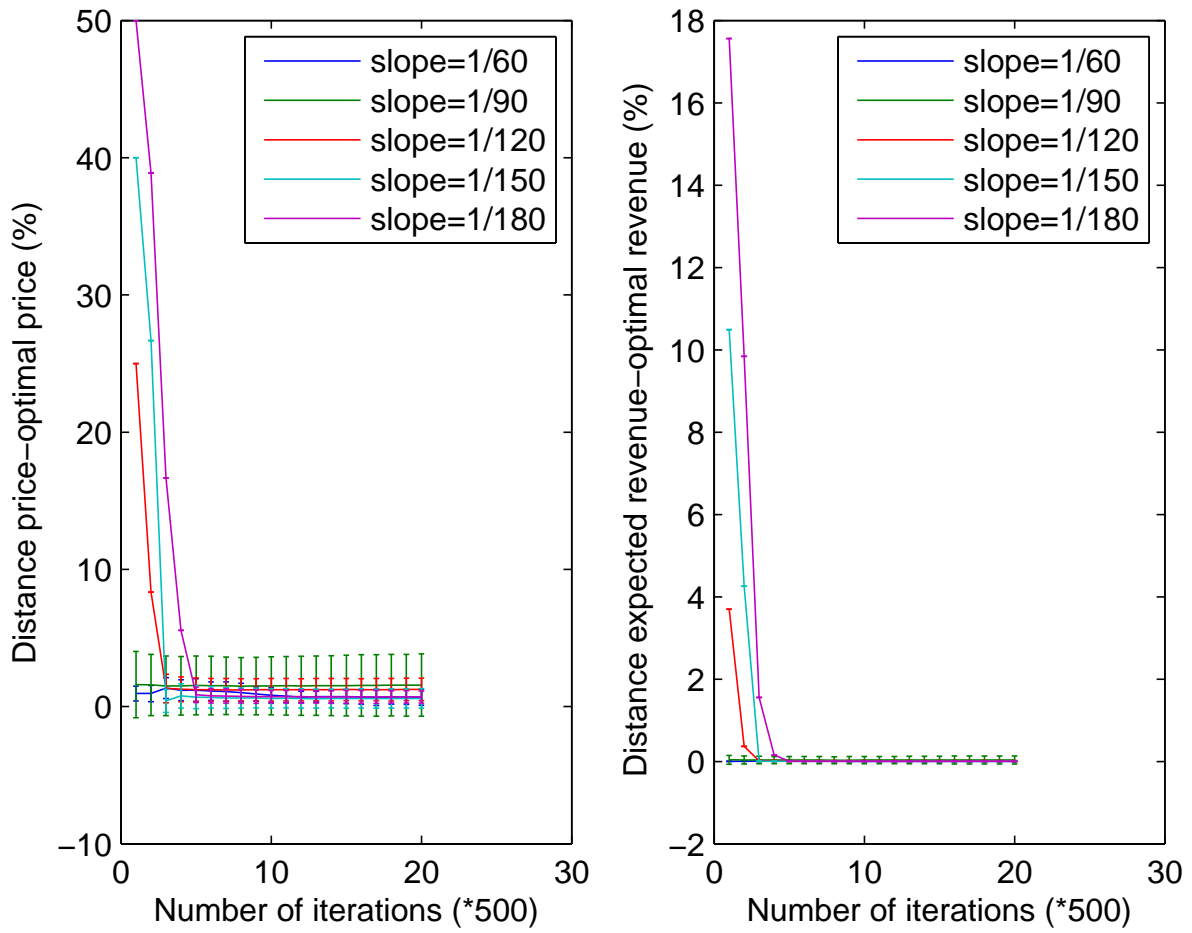 50
40
30
20
10
0
−10
0
10
20
30
Distance price−optimal price (%)
Number of iterations (*500)
slope=1/60
slope=1/90
slope=1/120
slope=1/150
slope=1/180
18
16
14
12
10
8
6
4
2
0
−2
0
10
20
30
Distance expected revenue−optimal revenue (%)
Number of iterations (*500)
slope=1/60
slope=1/90
slope=1/120
slope=1/150
slope=1/180